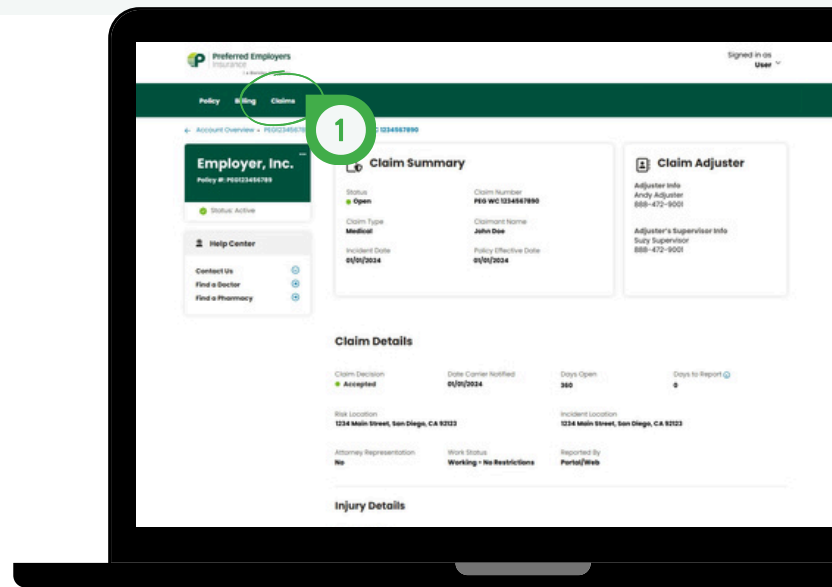 Preferred Employers
Insurance
Signed in as
User
Policy Billing Claims
1
Account Overview
1234567890
Employer, Inc.
Policy #: PEG123456789
Status: Active
Help Center
Contact Us
Find a Doctor
Find a Pharmacy
Claim Summary
Status
Open
Claim Number
PEG WC 1234567890
Claim Type
Medical
Claimant Name
John Doe
Incident Date
01/01/2024
Policy Effective Date
01/01/2024
Claim Adjuster
Adjuster Info
Andy Adjuster
888-472-9001
Adjuster's Supervisor Info
Suzy Supervisor
888-472-9001
Claim Details
Claim Decision
Accepted
Date Carrier Notified
01/01/2024
Days Open
360
Days to Report
0
Risk Location
1234 Main Street, San Diego, CA 92123
Incident Location
1234 Main Street, San Diego, CA 92123
Attorney Representation
No
Work Status
Working - No Restrictions
Reported By
Portal/Web
Injury Details